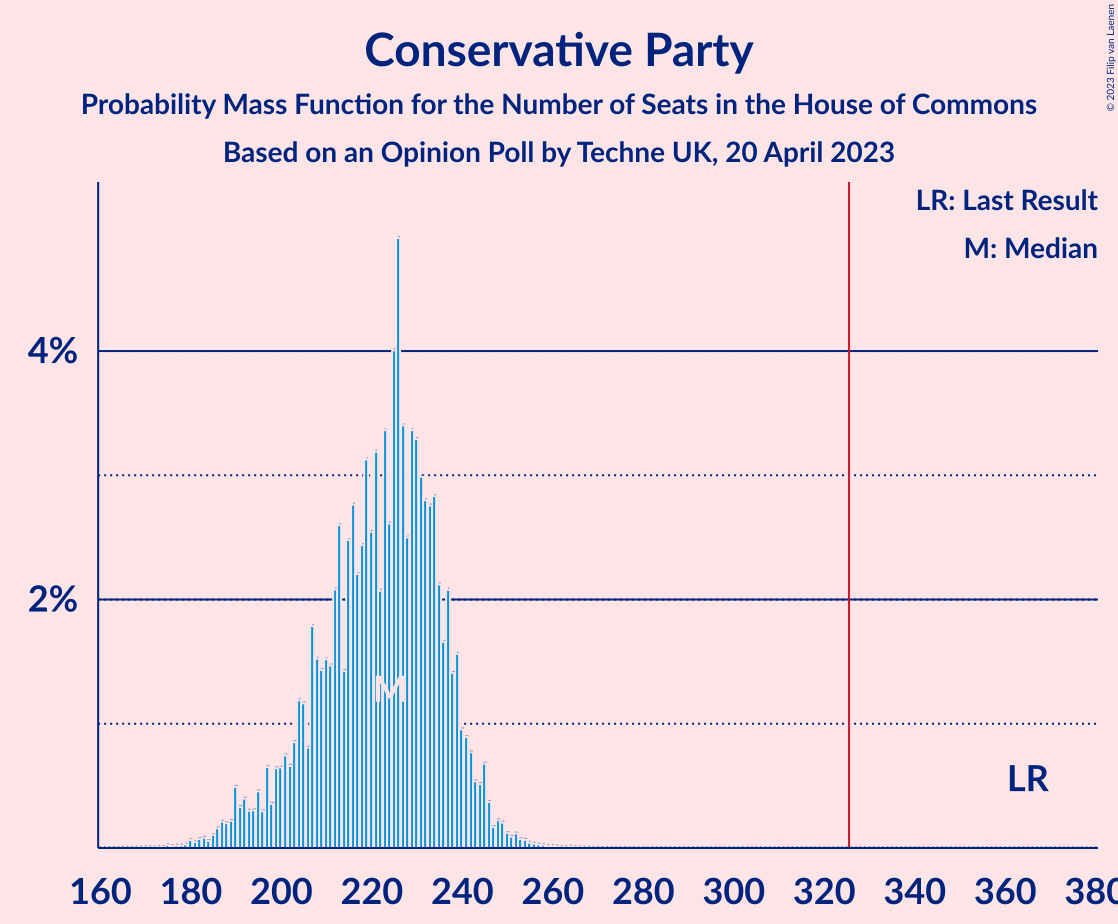 Conservative Party
Probability Mass Function for the Number of Seats in the House of Commons
Based on an Opinion Poll by Techne UK, 20 April 2023
© 2023 Filip van Laenen
LR: Last Result
M: Median
4%
2%
M
LR
160 180 200 220 240 260 280 300 320 340 360 380